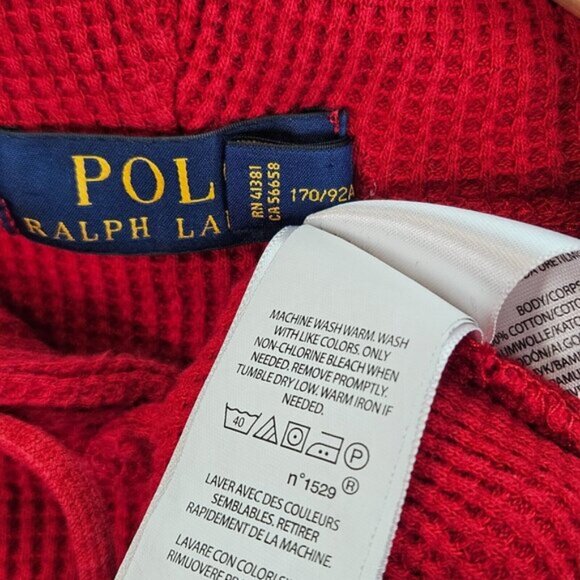 POL
RALPH LA
RN 41381
CA 56658
170/92A
MACHINE WASH WARM. WASH
WITH LIKE COLORS. ONLY
NON-CHLORINE BLEACH WHEN
NEEDED. REMOVE PROMPTLY.
TUMBLE DRY LOW. WARM IRON IF
NEEDED.
40
P
n°1529 ®
LAVER AVEC DES COULEURS
SEMBLABLES. RETIRER
RAPIDEMENT DE LA MACHINE.
LAVARE CON COLORI
RIMUOVERE
BODY/CORP
% COTTON/COTO